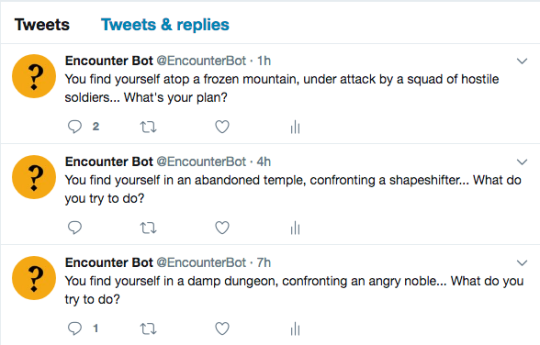 Tweets Tweets & replies
Encounter Bot @EncounterBot · 1h
You find yourself atop a frozen mountain, under attack by a squad of hostile
soldiers... What's your plan?
2
Encounter Bot @EncounterBot · 4h
You find yourself in an abandoned temple, confronting a shapeshifter... What do
you try to do?
Encounter Bot @EncounterBot · 7h
You find yourself in a damp dungeon, confronting an angry noble... What do you
try to do?
1